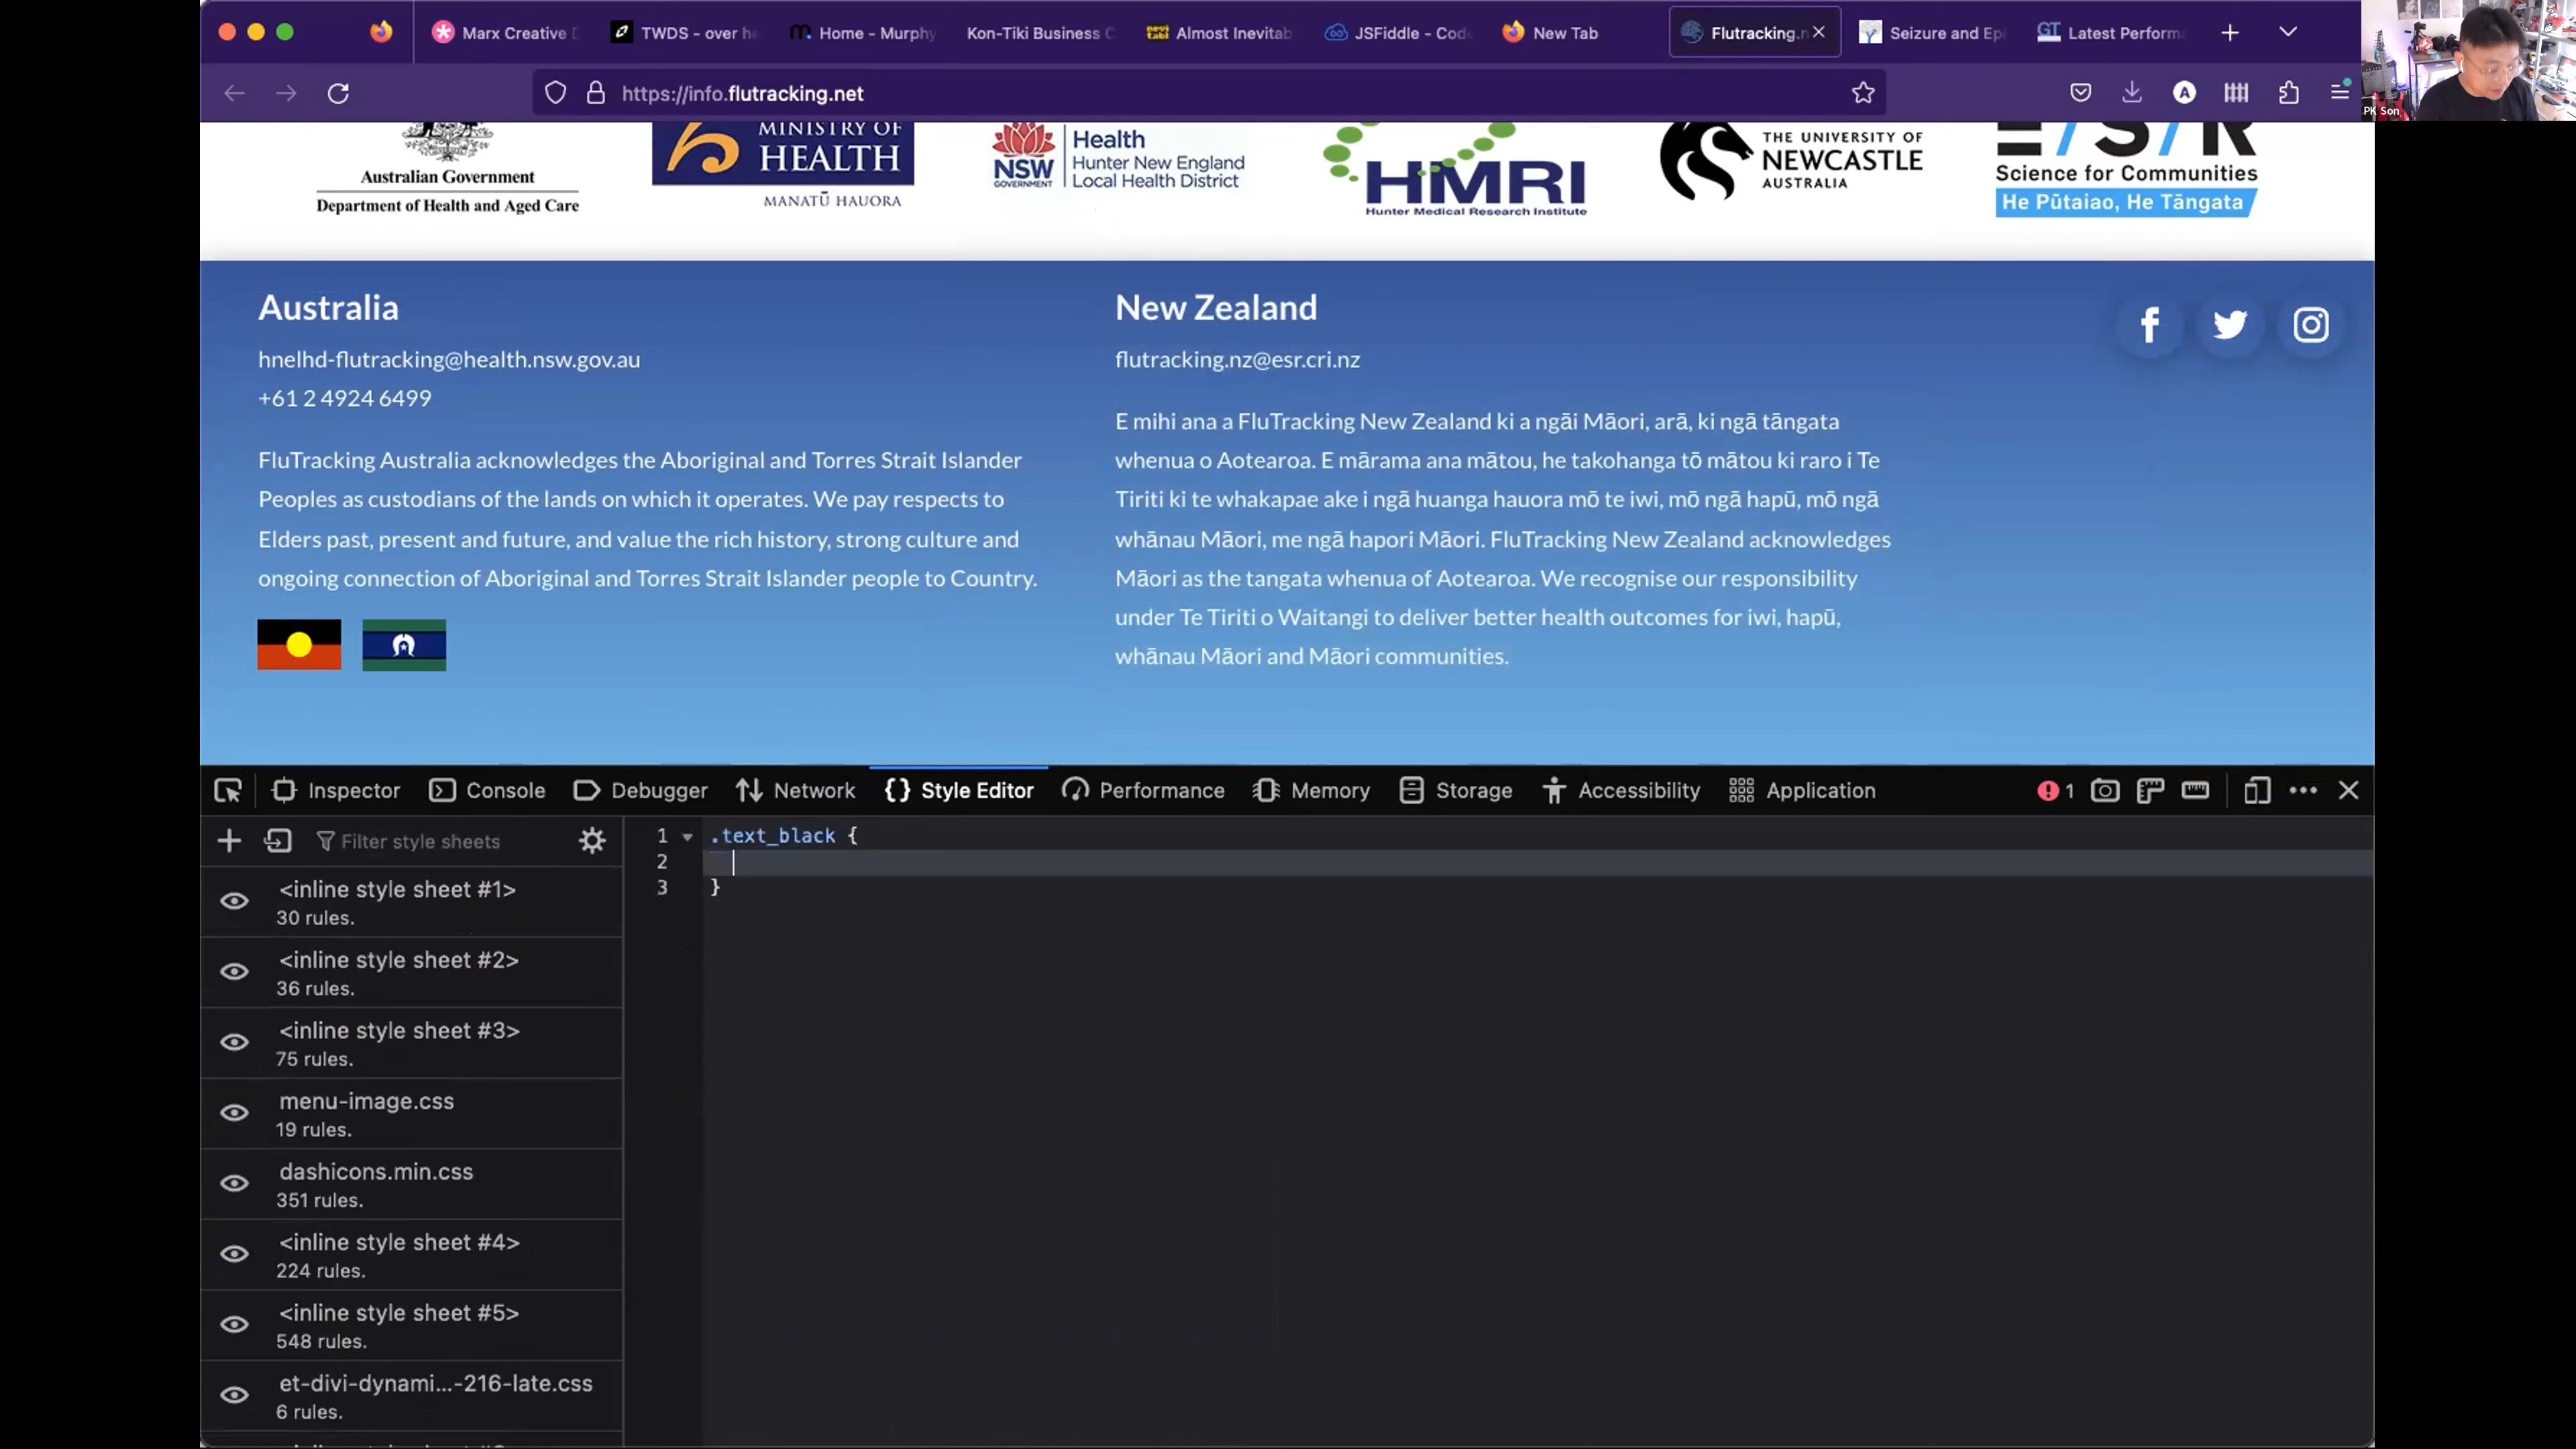 Marx Creative
TWDS - over he
Home - Murphy
Kon-Tiki Business C
Almost Inevitab
JSFiddle - Code
New Tab
Flutracking.n
Seizure and Epi
GT
Latest Perform
PK Son
https://info.flutracking.net
Australian Government
Department of Health and Aged Care
MINISTRY OF
HEALTH
MANATŪ HAUORA
NSW
GOVERNMENT
Health
Hunter New England
Local Health District
HMRI
Hunter Medical Research Institute
THE UNIVERSITY OF
NEWCASTLE
AUSTRALIA
E/S/R
Science for Communities
He Pūtaiao, He Tāngata
Australia
hnelhd-flutracking@health.nsw.gov.au
+61 2 4924 6499
FluTracking Australia acknowledges the Aboriginal and Torres Strait Islander
Peoples as custodians of the lands on which it operates. We pay respects to
Elders past, present and future, and value the rich history, strong culture and
ongoing connection of Aboriginal and Torres Strait Islander people to Country.
New Zealand
flutracking.nz@esr.cri.nz
E mihi ana a FluTracking New Zealand ki a ngāi Māori, arā, ki ngā tāngata
whenua o Aotearoa. E mārama ana mātou, he takohanga tō mātou ki raro i Te
Tiriti ki te whakapae ake i ngā huanga hauora mō te iwi, mō ngā hapū, mō ngā
whānau Māori, me ngā hapori Māori. FluTracking New Zealand acknowledges
Māori as the tangata whenua of Aotearoa. We recognise our responsibility
under Te Tiriti o Waitangi to deliver better health outcomes for iwi, hapū,
whānau Māori and Māori communities.
Inspector
Console
Debugger
Network
Style Editor
Performance
Memory
Storage
Accessibility
Application
1
Filter style sheets
<inline style sheet #1>
30 rules.
<inline style sheet #2>
36 rules.
<inline style sheet #3>
75 rules.
menu-image.css
19 rules.
dashicons.min.css
351 rules.
<inline style sheet #4>
224 rules.
<inline style sheet #5>
548 rules.
et-divi-dynami...-216-late.css
6 rules.
1 .text_black {
2
3 }